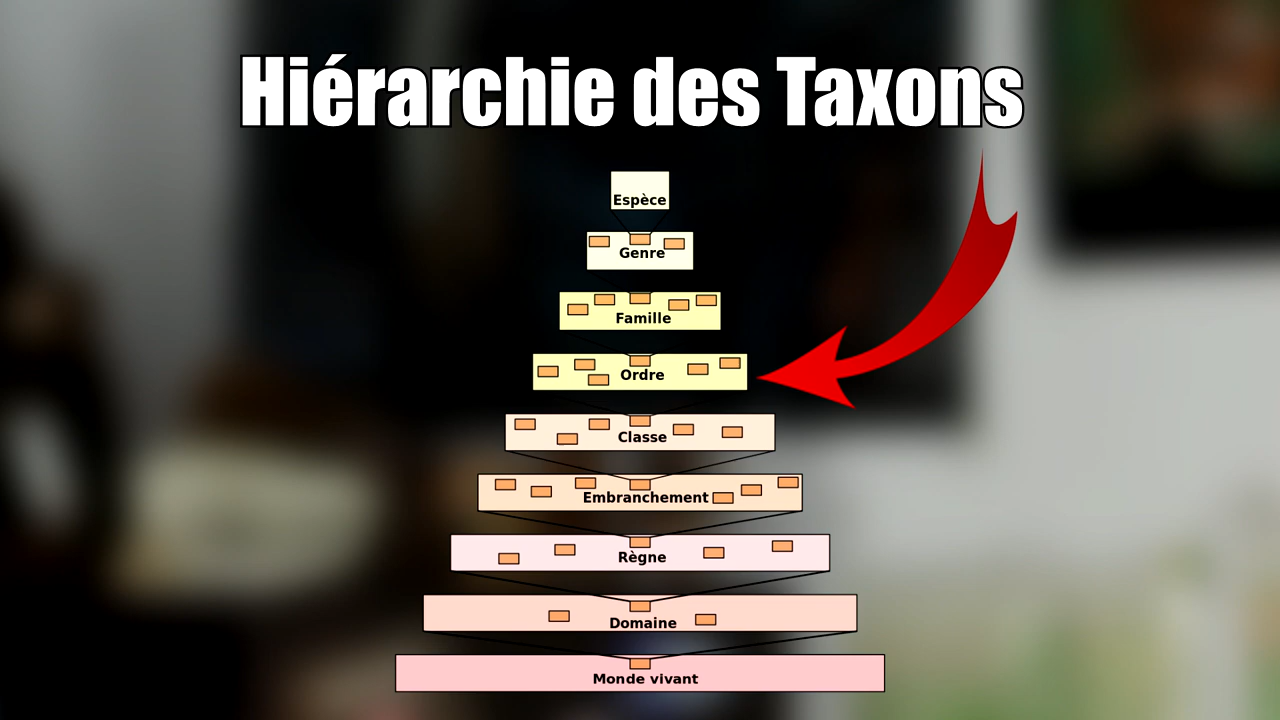 Hiérarchie des Taxons
Espèce
Genre
Famille
Ordre
Classe
Embranchement
Règne
Domaine
Monde vivant